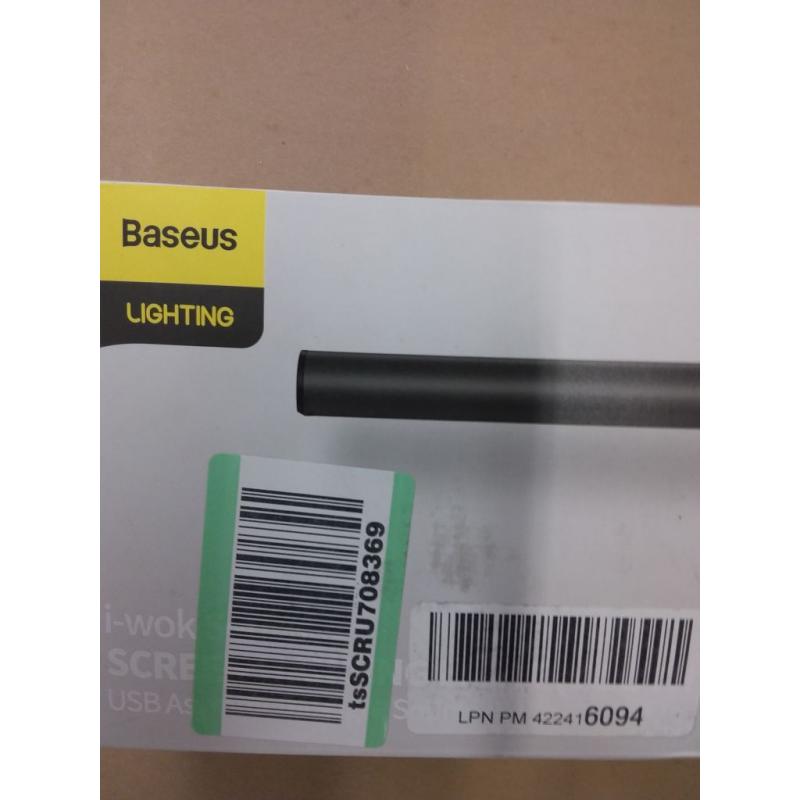 Baseus
LIGHTING
tsSCRU708369
i-wok
SCRE
USB As
LPN PM 422416094